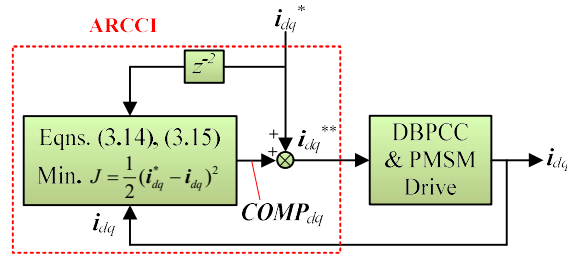 ARCCI
i_dq^*
z^-2
Eqns. (3.14), (3.15)
Min. J = 1/2 (i_dq^* − i_dq)^2
+
+
i_dq^**
DBPCC
& PMSM
Drive
i_dq
COMP_dq
i_dq